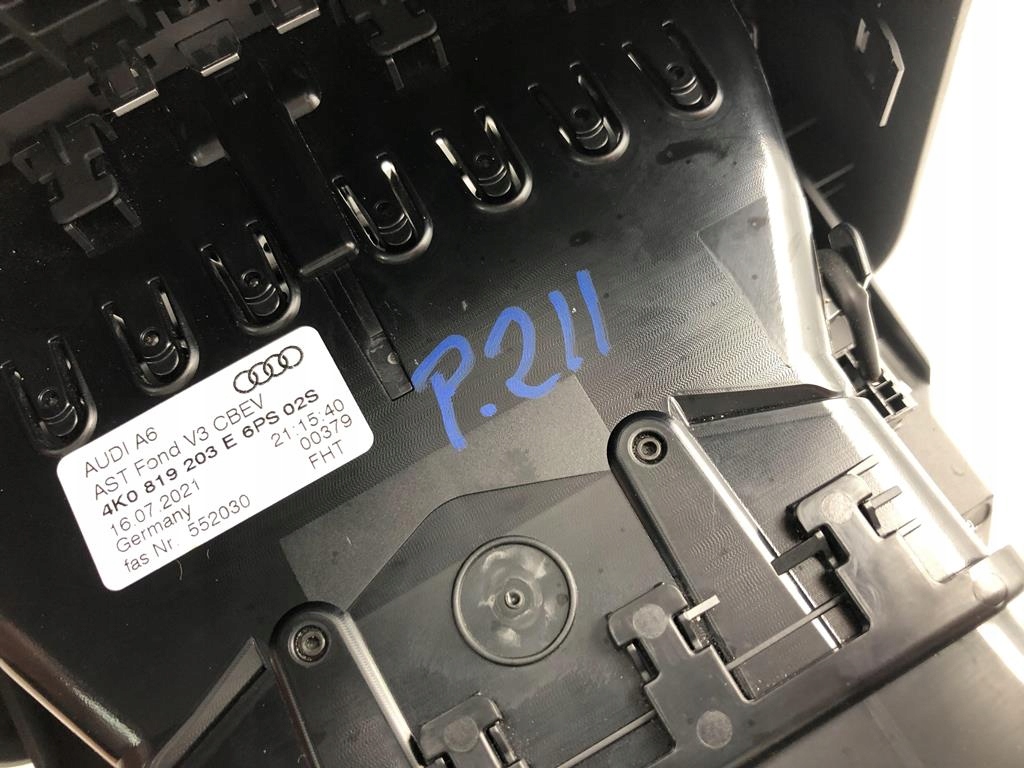 AUDI A6
AST Fond V3 CBEV
4K0 819 203 E 6PS 02S
16.07.2021 21:15:40
Germany 00379
fas Nr. 552030 FHT
P.211